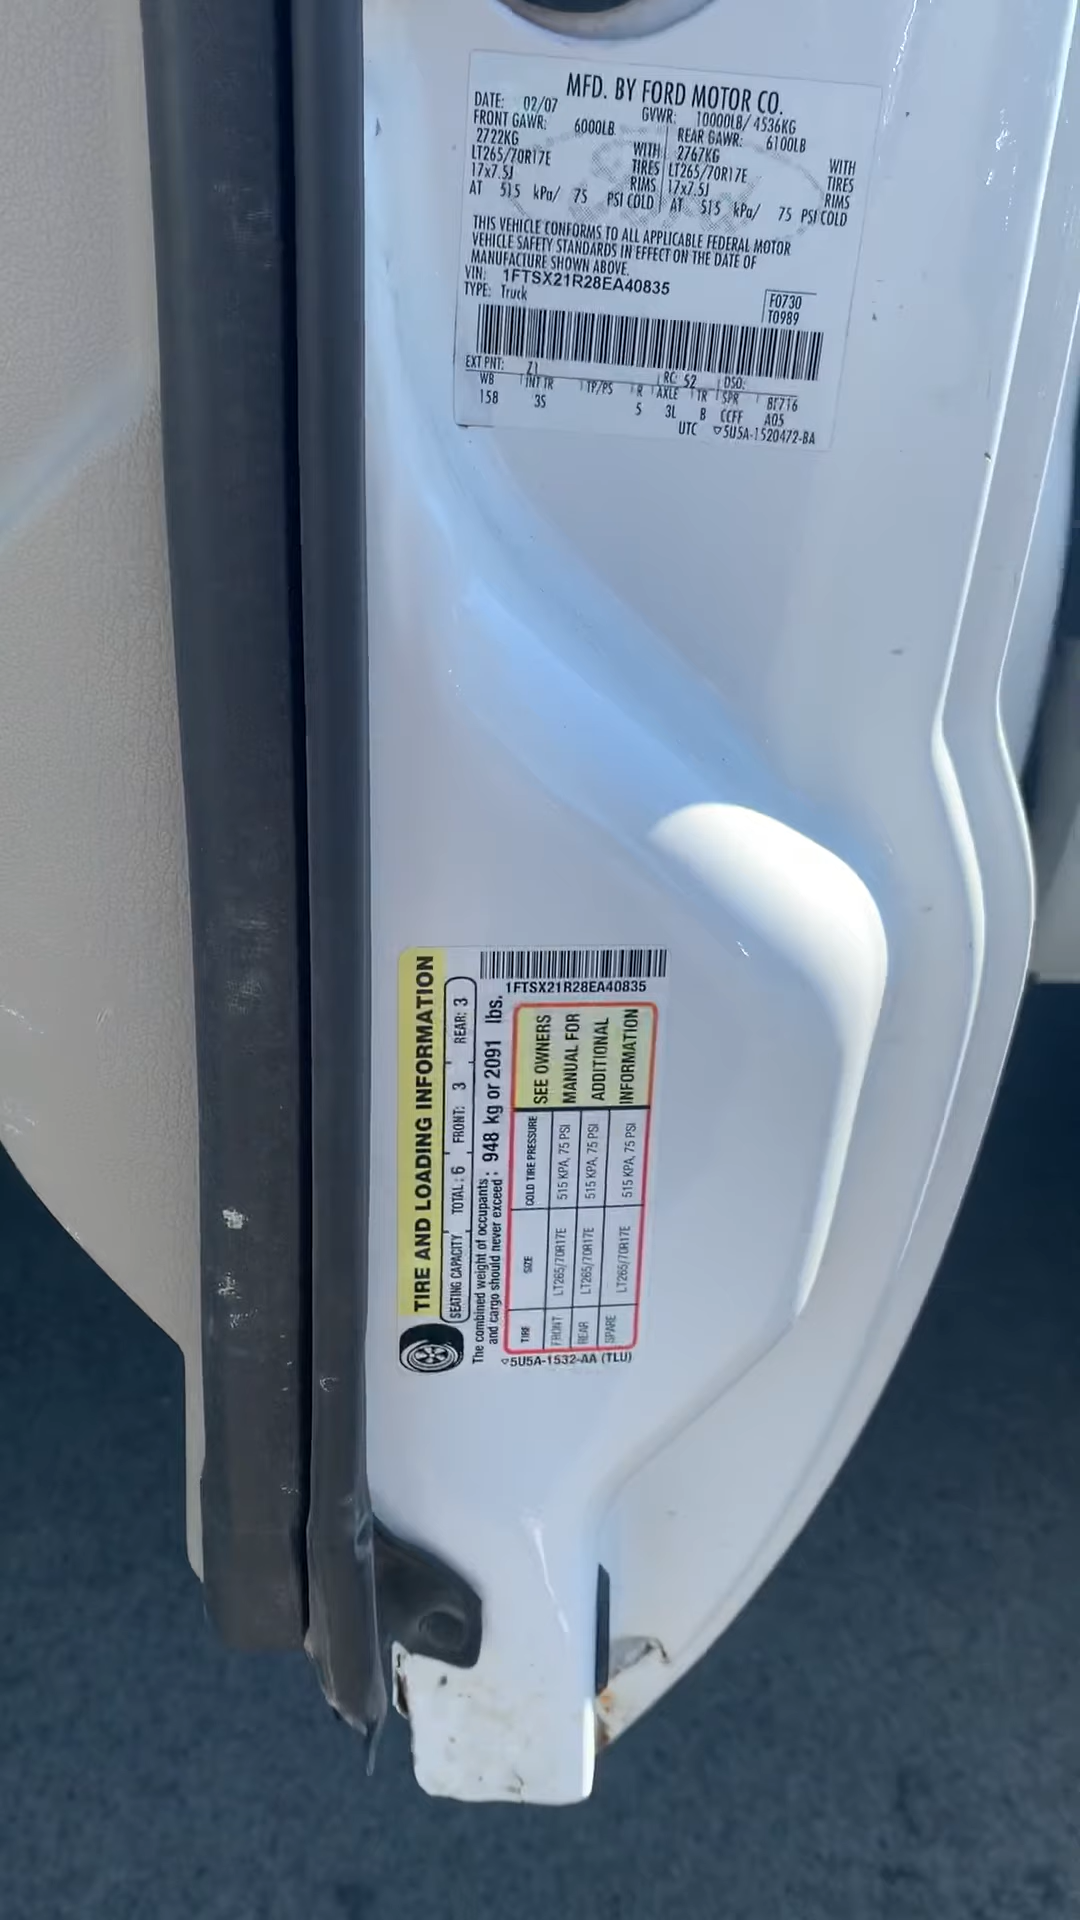 MFD. BY FORD MOTOR CO.
DATE: 02/07 GVWR: 10000LB/ 4536KG
FRONT GAWR: 6000LB REAR GAWR: 6100LB
2722KG WITH 2767KG WITH
LT265/70R17E TIRES LT265/70R17E TIRES
17x7.5J RIMS 17x7.5J RIMS
AT 515 kPa/ 75 PSI COLD AT 515 kPa/ 75 PSI COLD
THIS VEHICLE CONFORMS TO ALL APPLICABLE FEDERAL MOTOR
VEHICLE SAFETY STANDARDS IN EFFECT ON THE DATE OF
MANUFACTURE SHOWN ABOVE.
VIN: 1FTSX21R28EA40835
TYPE: Truck
F0730
T0989
EXT PNT: Z1 RC: 52 DSO:
WB INT TR TP/PS R AXLE TR SPR BF716
158 3S 5 3L B CCFF A05
UTC ▽5U5A-1520472-BA
1FTSX21R28EA40835
TIRE AND LOADING INFORMATION
SEATING CAPACITY TOTAL: 6 FRONT: 3 REAR: 3
The combined weight of occupants
and cargo should never exceed: 948 kg or 2091 lbs.
TIRE SIZE COLD TIRE PRESSURE
FRONT LT265/70R17E 515 KPA, 75 PSI
REAR LT265/70R17E 515 KPA, 75 PSI
SPARE LT265/70R17E 515 KPA, 75 PSI
SEE OWNERS
MANUAL FOR
ADDITIONAL
INFORMATION
▽5U5A-1532-AA (TLU)